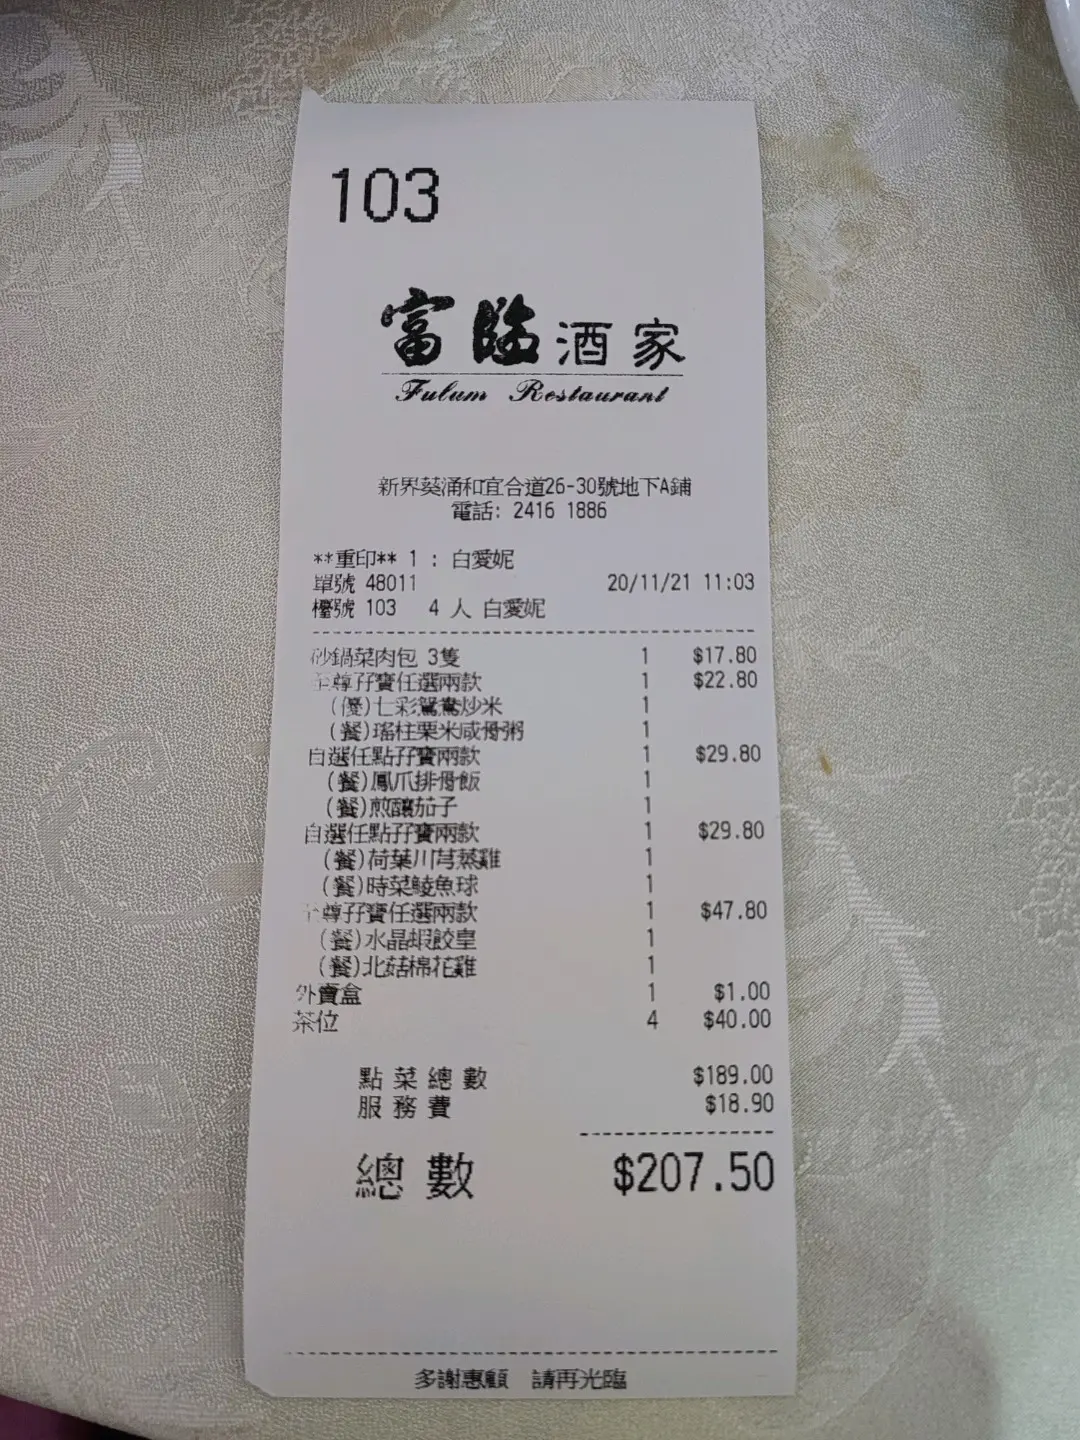 103
富臨酒家
Fulum Restaurant
新界葵涌和宜合道26-30號地下A鋪
電話: 2416 1886
**重印** 1 : 白愛妮
單號 48011 20/11/21 11:03
檯號 103 4 人 白愛妮
砂鍋菜肉包 3隻 1 $17.80
至尊孖寶任選兩款 1 $22.80
(優)七彩鴛鴦炒米 1
(餐)瑤柱粟米咸骨粥 1
自選任點孖寶兩款 1 $29.80
(餐)鳳爪排骨飯 1
(餐)煎釀茄子 1
自選任點孖寶兩款 1 $29.80
(餐)荷葉川芎蒸雞 1
(餐)時菜鯪魚球 1
至尊孖寶任選兩款 1 $47.80
(餐)水晶蝦餃皇 1
(餐)北菇棉花雞 1
外賣盒 1 $1.00
茶位 4 $40.00
點菜總數 $189.00
服務費 $18.90
總數 $207.50
多謝惠顧 請再光臨